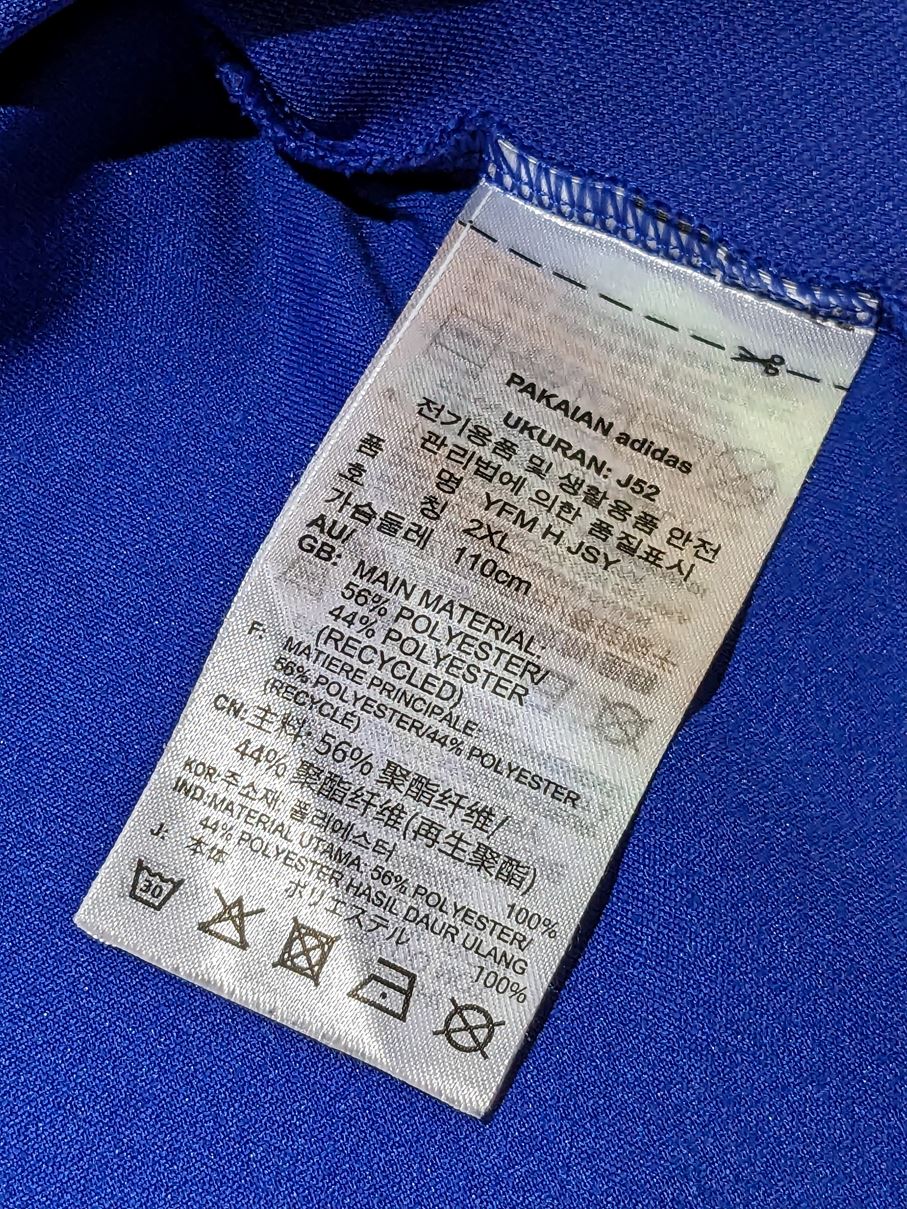 PAKAIAN adidas
UKURAN: J52
전기용품 및 생활용품 안전
관리법에 의한 품질표시
품 명 YFM H JSY
호 칭 2XL
가슴둘레 110cm
AU/
GB: MAIN MATERIAL:
56% POLYESTER/
44% POLYESTER
(RECYCLED)
F: MATIERE PRINCIPALE:
56% POLYESTER/44% POLYESTER
(RECYCLÉ)
CN: 主料: 56% 聚酯纤维/
44% 聚酯纤维(再生聚酯)
KOR-주소재: 폴리에스터 100%
IND:MATERIAL UTAMA: 56% POLYESTER/
44% POLYESTER HASIL DAUR ULANG
J: 本体 ポリエステル 100%
30